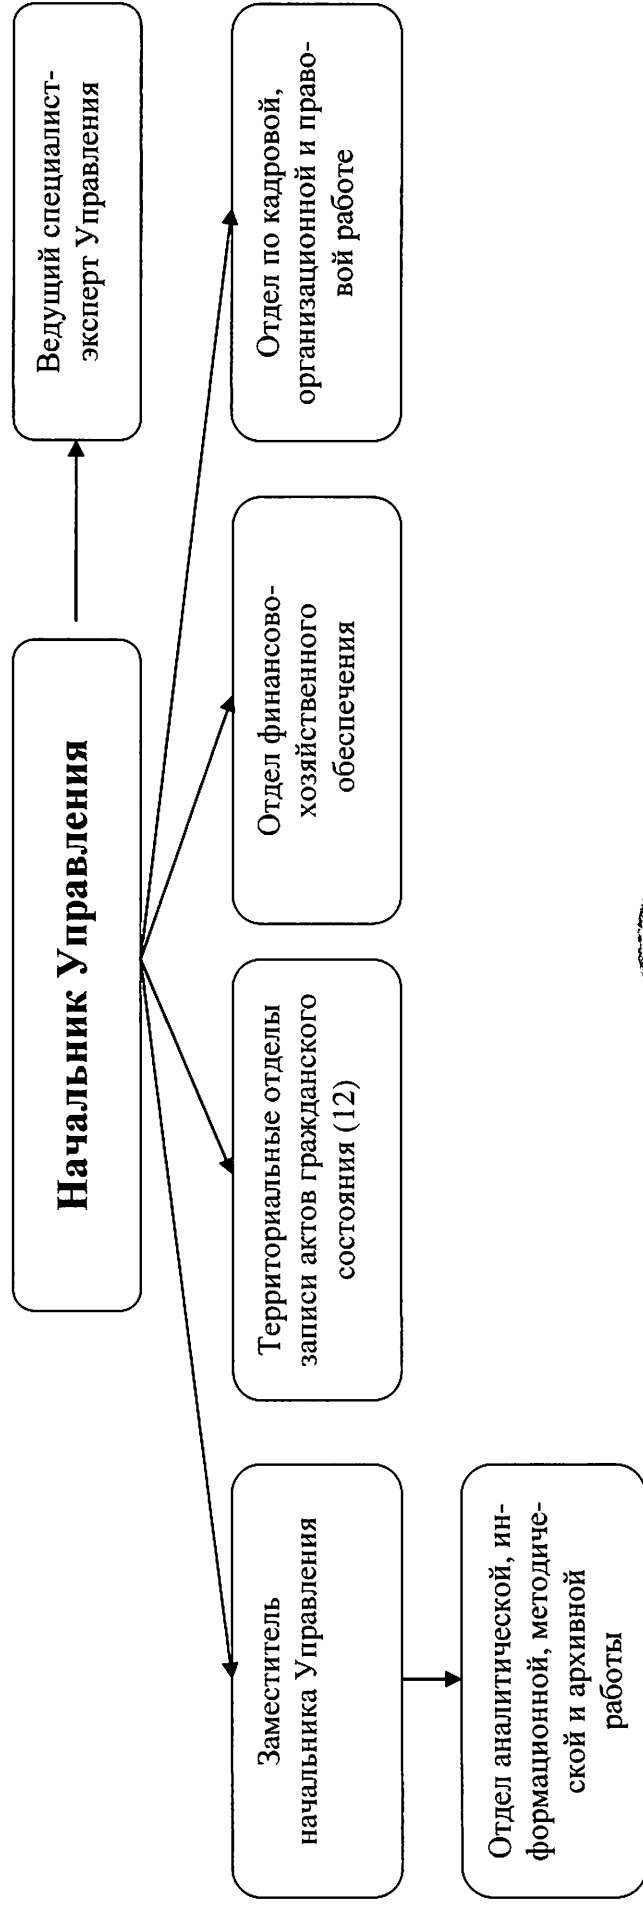 Начальник Управления
Ведущий специалист-
эксперт Управления
Заместитель
начальника Управления
Территориальные отделы
записи актов гражданского
состояния (12)
Отдел финансово-
хозяйственного
обеспечения
Отдел по кадровой,
организационной и право-
вой работе
Отдел аналитической, ин-
формационной, методиче-
ской и архивной
работы